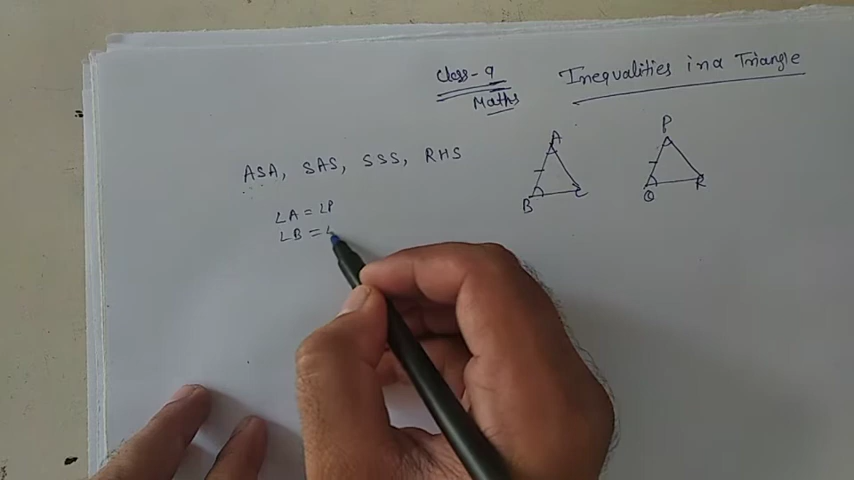 Class-9
Maths
Inequalities in a Triangle
ASA, SAS, SSS, RHS
∠A = ∠P
∠B = ∠
A
B
C
P
Q
R